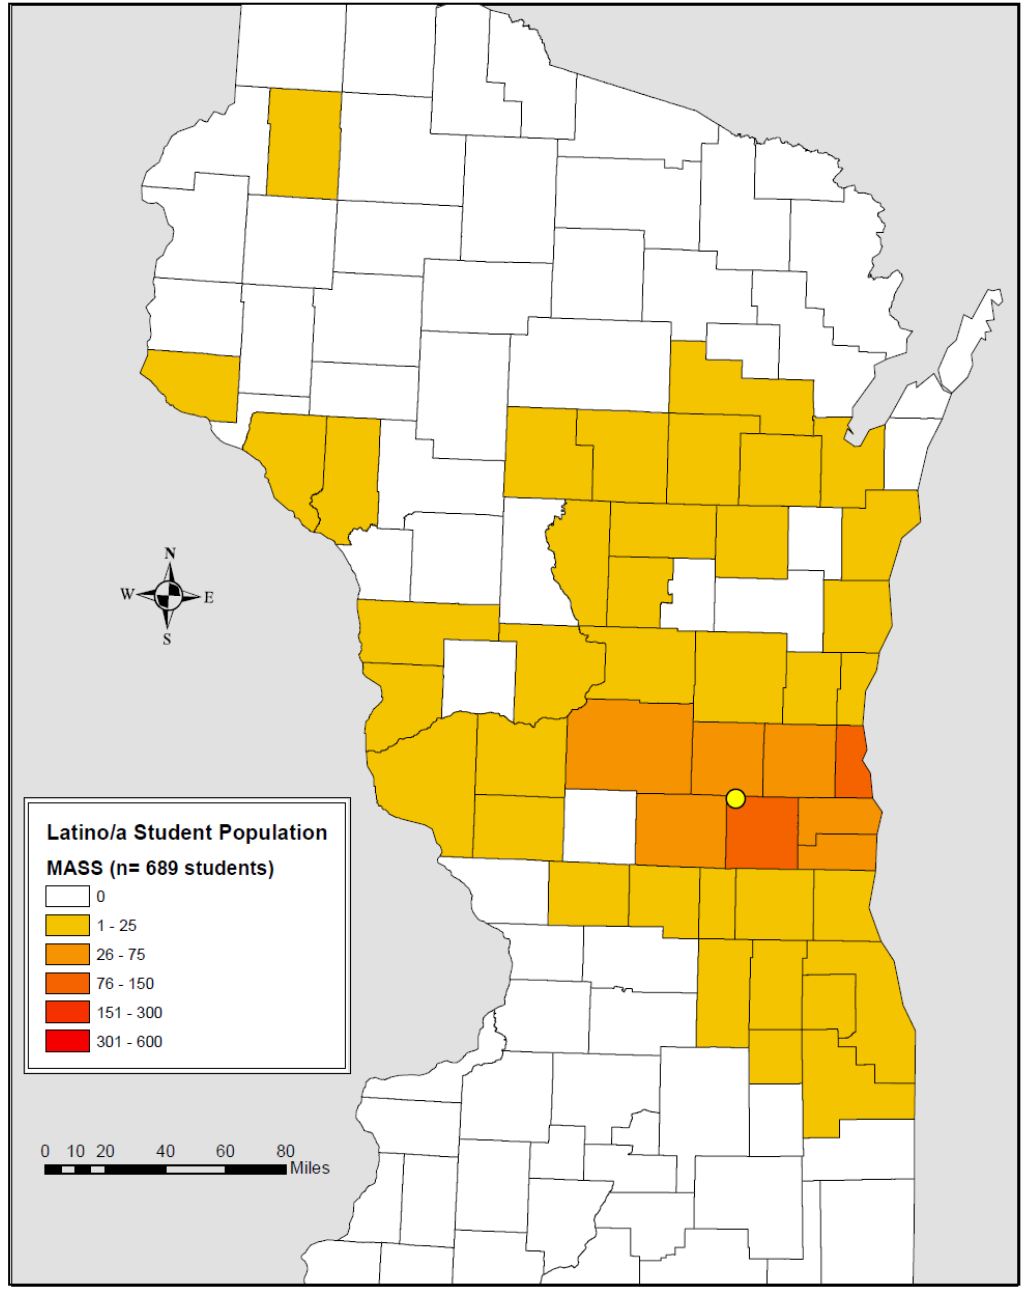 N
W E
S
Latino/a Student Population
MASS (n= 689 students)
0
1 - 25
26 - 75
76 - 150
151 - 300
301 - 600
0 10 20 40 60 80
Miles